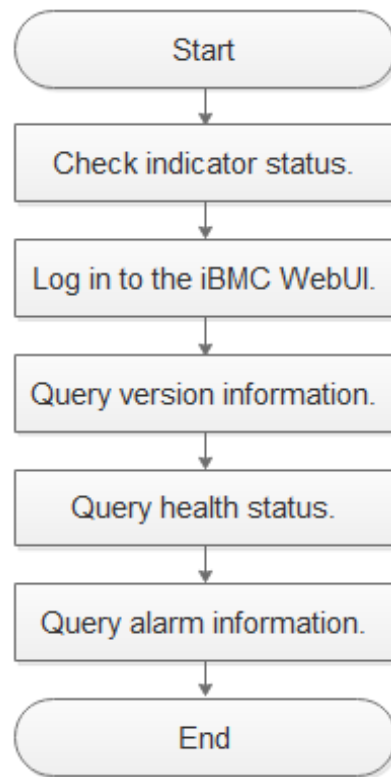 Start
Check indicator status.
Log in to the iBMC WebUI.
Query version information.
Query health status.
Query alarm information.
End